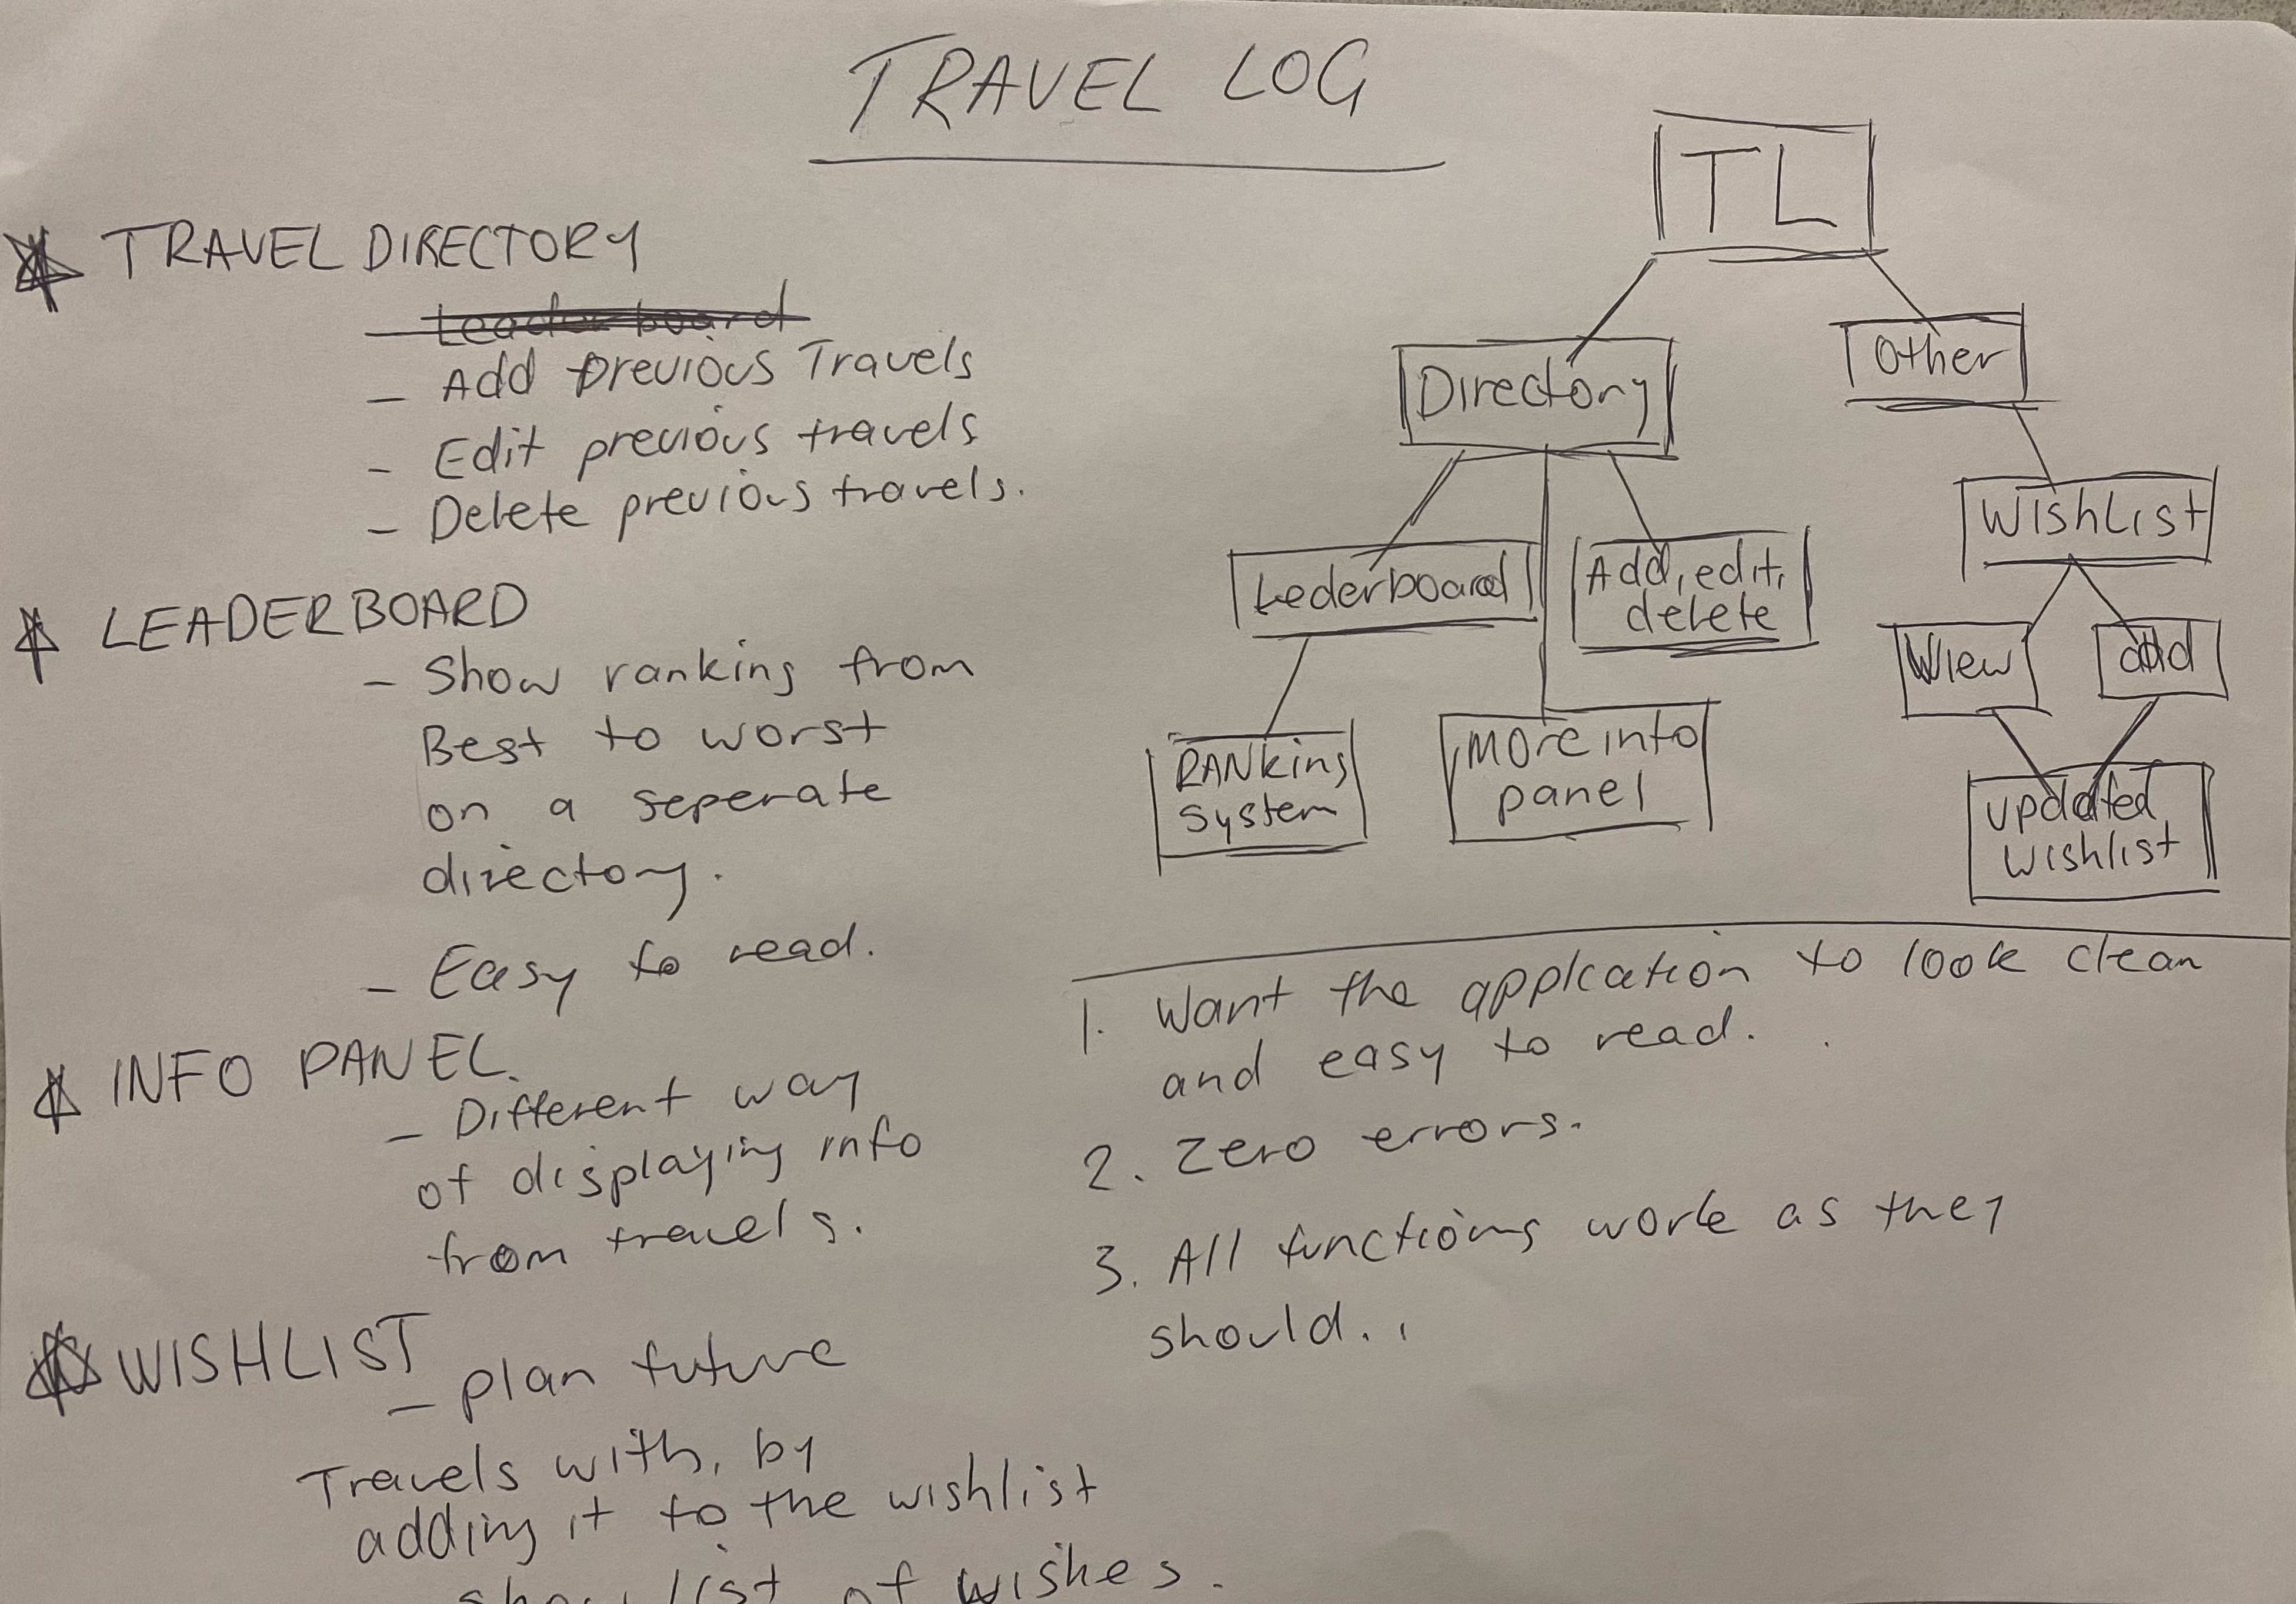 TRAVEL LOG
★ TRAVEL DIRECTORY
- Leaderboard
- Add previous Travels
- Edit previous travels
- Delete previous travels.
★ LEADERBOARD
- Show ranking from
Best to worst
on a seperate
directory.
- Easy to read.
★ INFO PANEL.
- Different way
of displaying info
from travels.
★ WISHLIST
- plan future
Travels with, by
adding it to the wishlist
show list of wishes.
TL
Directory
Other
Lederboard
Add, edit,
delete
WishList
View
add
RANking
System
More info
panel
updated
wishlist
1. Want the applcation to look clean
and easy to read.
2. Zero errors.
3. All functions work as they
should.